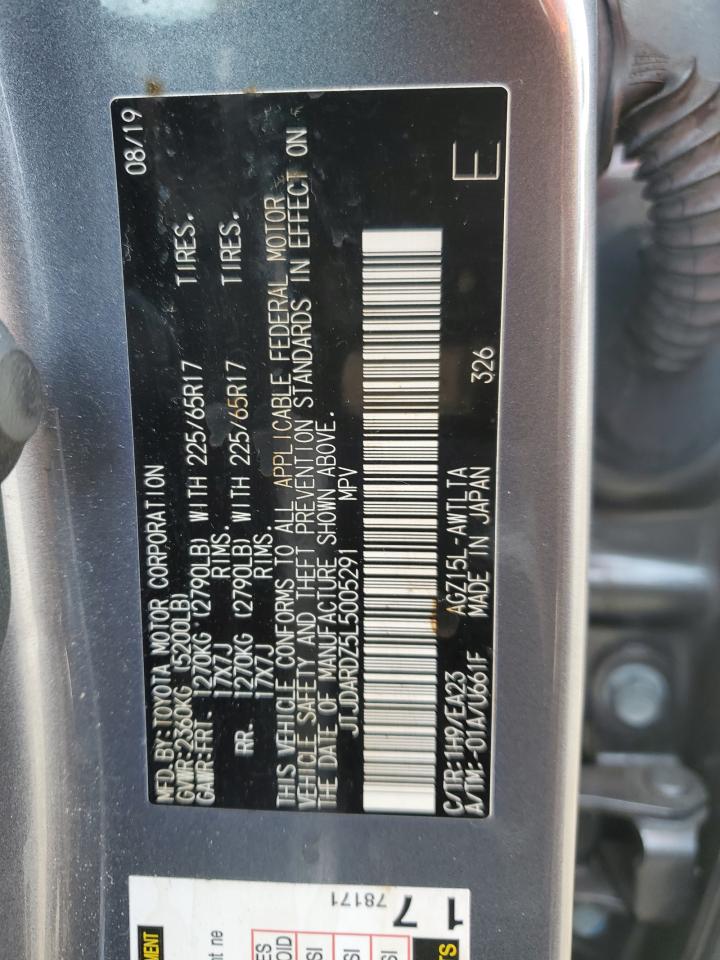 MFD.BY:TOYOTA MOTOR CORPORATION 08/19
GVWR:2360KG (5200LB)
GAWR:FRT. 1270KG (2790LB) WITH 225/65R17 TIRES.
17X7J RIMS.
RR. 1270KG (2790LB) WITH 225/65R17 TIRES.
17X7J RIMS.
THIS VEHICLE CONFORMS TO ALL APPLICABLE FEDERAL MOTOR
VEHICLE SAFETY AND THEFT PREVENTION STANDARDS IN EFFECT ON
THE DATE OF MANUFACTURE SHOWN ABOVE.
JTJDARDZ5L5005291 MPV
C/TR:1H9/EA23 AGZ15L-AWTLTA 326 E
A/TM:-01A/U661F MADE IN JAPAN
78171
1 7